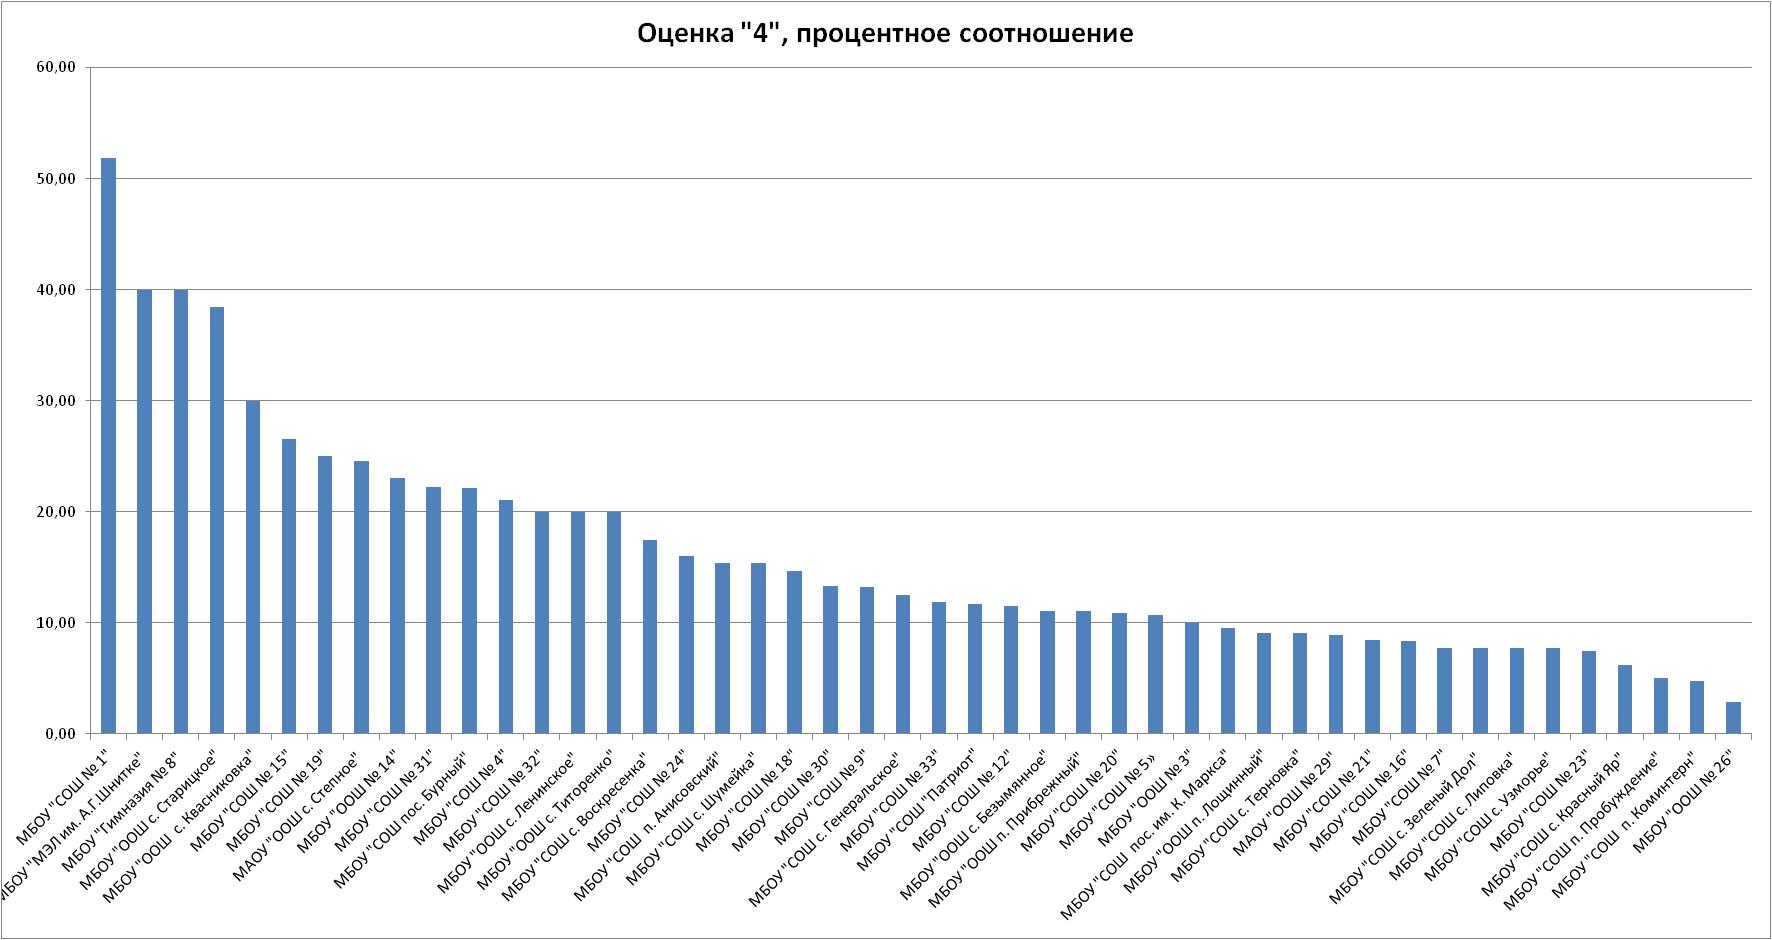 Оценка "4", процентное соотношение
60,00
50,00
40,00
30,00
20,00
10,00
0,00
МБОУ "СОШ № 1"
МБОУ "МЭЛ им. А.Г. Шнитке"
МБОУ "Гимназия № 8"
МБОУ "ООШ с. Старицкое"
МБОУ "ООШ с. Квасниковка"
МБОУ "СОШ № 15"
МБОУ "СОШ № 19"
МАОУ "ООШ с. Степное"
МБОУ "ООШ № 14"
МБОУ "СОШ № 31"
МБОУ "СОШ пос. Бурный"
МБОУ "СОШ № 4"
МБОУ "СОШ № 32"
МБОУ "ООШ с. Ленинское"
МБОУ "ООШ с. Титоренко"
МБОУ "СОШ с. Воскресенка"
МБОУ "СОШ № 24"
МБОУ "СОШ п. Анисовский"
МБОУ "СОШ с. Шумейка"
МБОУ "СОШ № 18"
МБОУ "СОШ № 30"
МБОУ "СОШ № 9"
МБОУ "СОШ с. Генеральское"
МБОУ "СОШ № 33"
МБОУ "СОШ "Патриот"
МБОУ "СОШ № 12"
МБОУ "ООШ с. Безымянное"
МБОУ "ООШ п. Прибрежный"
МБОУ "СОШ № 20"
МБОУ "СОШ № 5»
МБОУ "ООШ № 3"
МБОУ "СОШ пос. им. К. Маркса"
МБОУ "ООШ п. Лощинный"
МБОУ "СОШ с. Терновка"
МАОУ "ООШ № 29"
МБОУ "СОШ № 21"
МБОУ "СОШ № 16"
МБОУ "СОШ № 7"
МБОУ "СОШ с. Зеленый Дол"
МБОУ "СОШ с. Липовка"
МБОУ "СОШ с. Узморье"
МБОУ "СОШ № 23"
МБОУ "СОШ с. Красный Яр"
МБОУ "СОШ п. Пробуждение"
МБОУ "СОШ п. Коминтерн"
МБОУ "ООШ № 26"